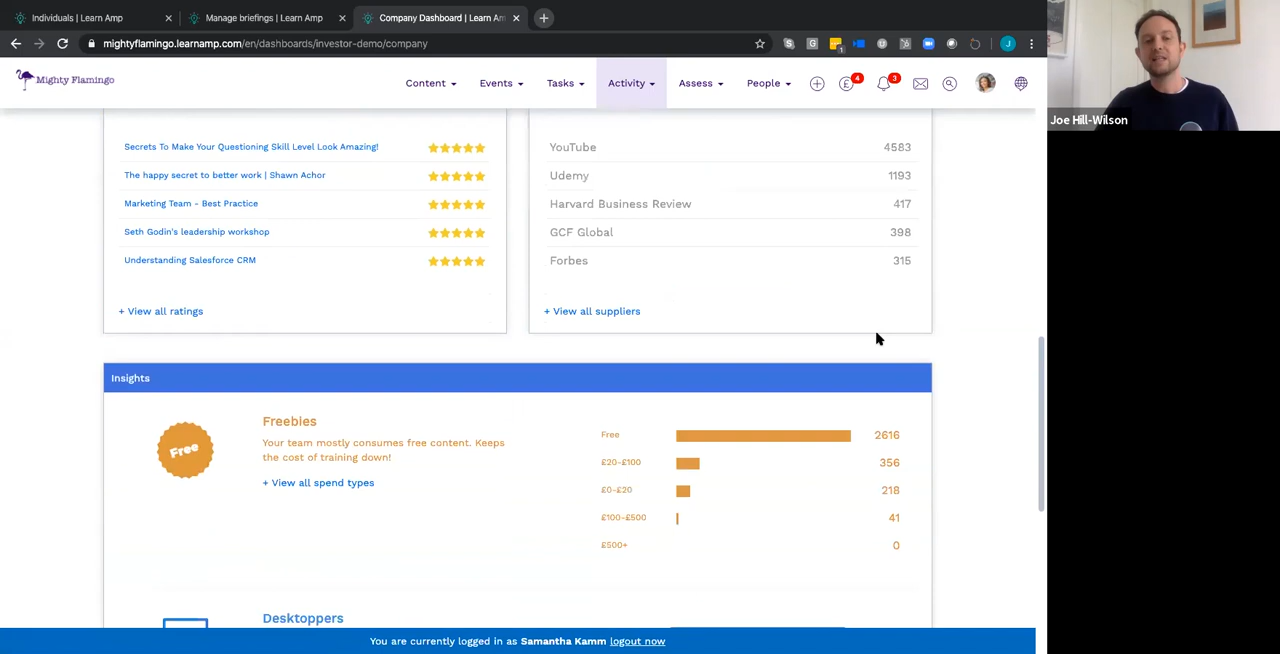 Individuals | Learn Amp
Manage briefings | Learn Amp
Company Dashboard | Learn Am
mightyflamingo.learnamp.com/en/dashboards/investor-demo/company
1
J
Mighty Flamingo
Content
Events
Tasks
Activity
Assess
People
4
3
Joe Hill-Wilson
Secrets To Make Your Questioning Skill Level Look Amazing!
The happy secret to better work | Shawn Achor
Marketing Team - Best Practice
Seth Godin's leadership workshop
Understanding Salesforce CRM
+ View all ratings
YouTube 4583
Udemy 1193
Harvard Business Review 417
GCF Global 398
Forbes 315
+ View all suppliers
Insights
Free
Freebies
Your team mostly consumes free content. Keeps
the cost of training down!
+ View all spend types
Free 2616
£20-£100 356
£0-£20 218
£100-£500 41
£500+ 0
Desktoppers
You are currently logged in as Samantha Kamm logout now